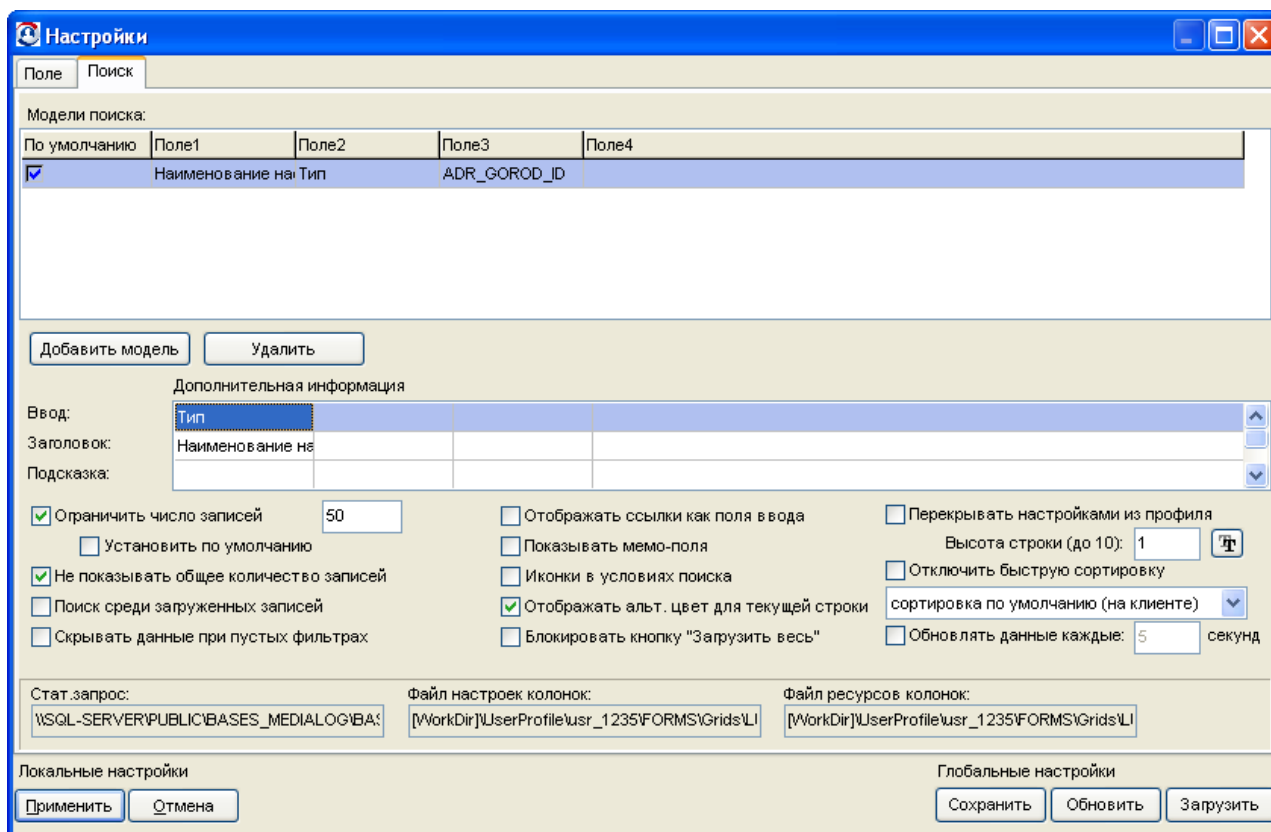 Настройки
Поле Поиск
Модели поиска:
По умолчанию Поле1 Поле2 Поле3 Поле4
Наименование на Тип ADR_GOROD_ID
Добавить модель Удалить
Дополнительная информация
Ввод: Тип
Заголовок: Наименование на
Подсказка:
Ограничить число записей 50 Отображать ссылки как поля ввода Перекрывать настройками из профиля
Установить по умолчанию Показывать мемо-поля Высота строки (до 10): 1
Не показывать общее количество записей Иконки в условиях поиска Отключить быструю сортировку
Поиск среди загруженных записей Отображать альт. цвет для текущей строки сортировка по умолчанию (на клиенте)
Скрывать данные при пустых фильтрах Блокировать кнопку "Загрузить весь" Обновлять данные каждые: 5 секунд
Стат.запрос: Файл настроек колонок: Файл ресурсов колонок:
\\SQL-SERVER\PUBLIC\BASES_MEDIALOG\BAS [WorkDir]\UserProfile\usr_1235\FORMS\Grids\LI [WorkDir]\UserProfile\usr_1235\FORMS\Grids\LI
Локальные настройки Глобальные настройки
Применить Отмена Сохранить Обновить Загрузить